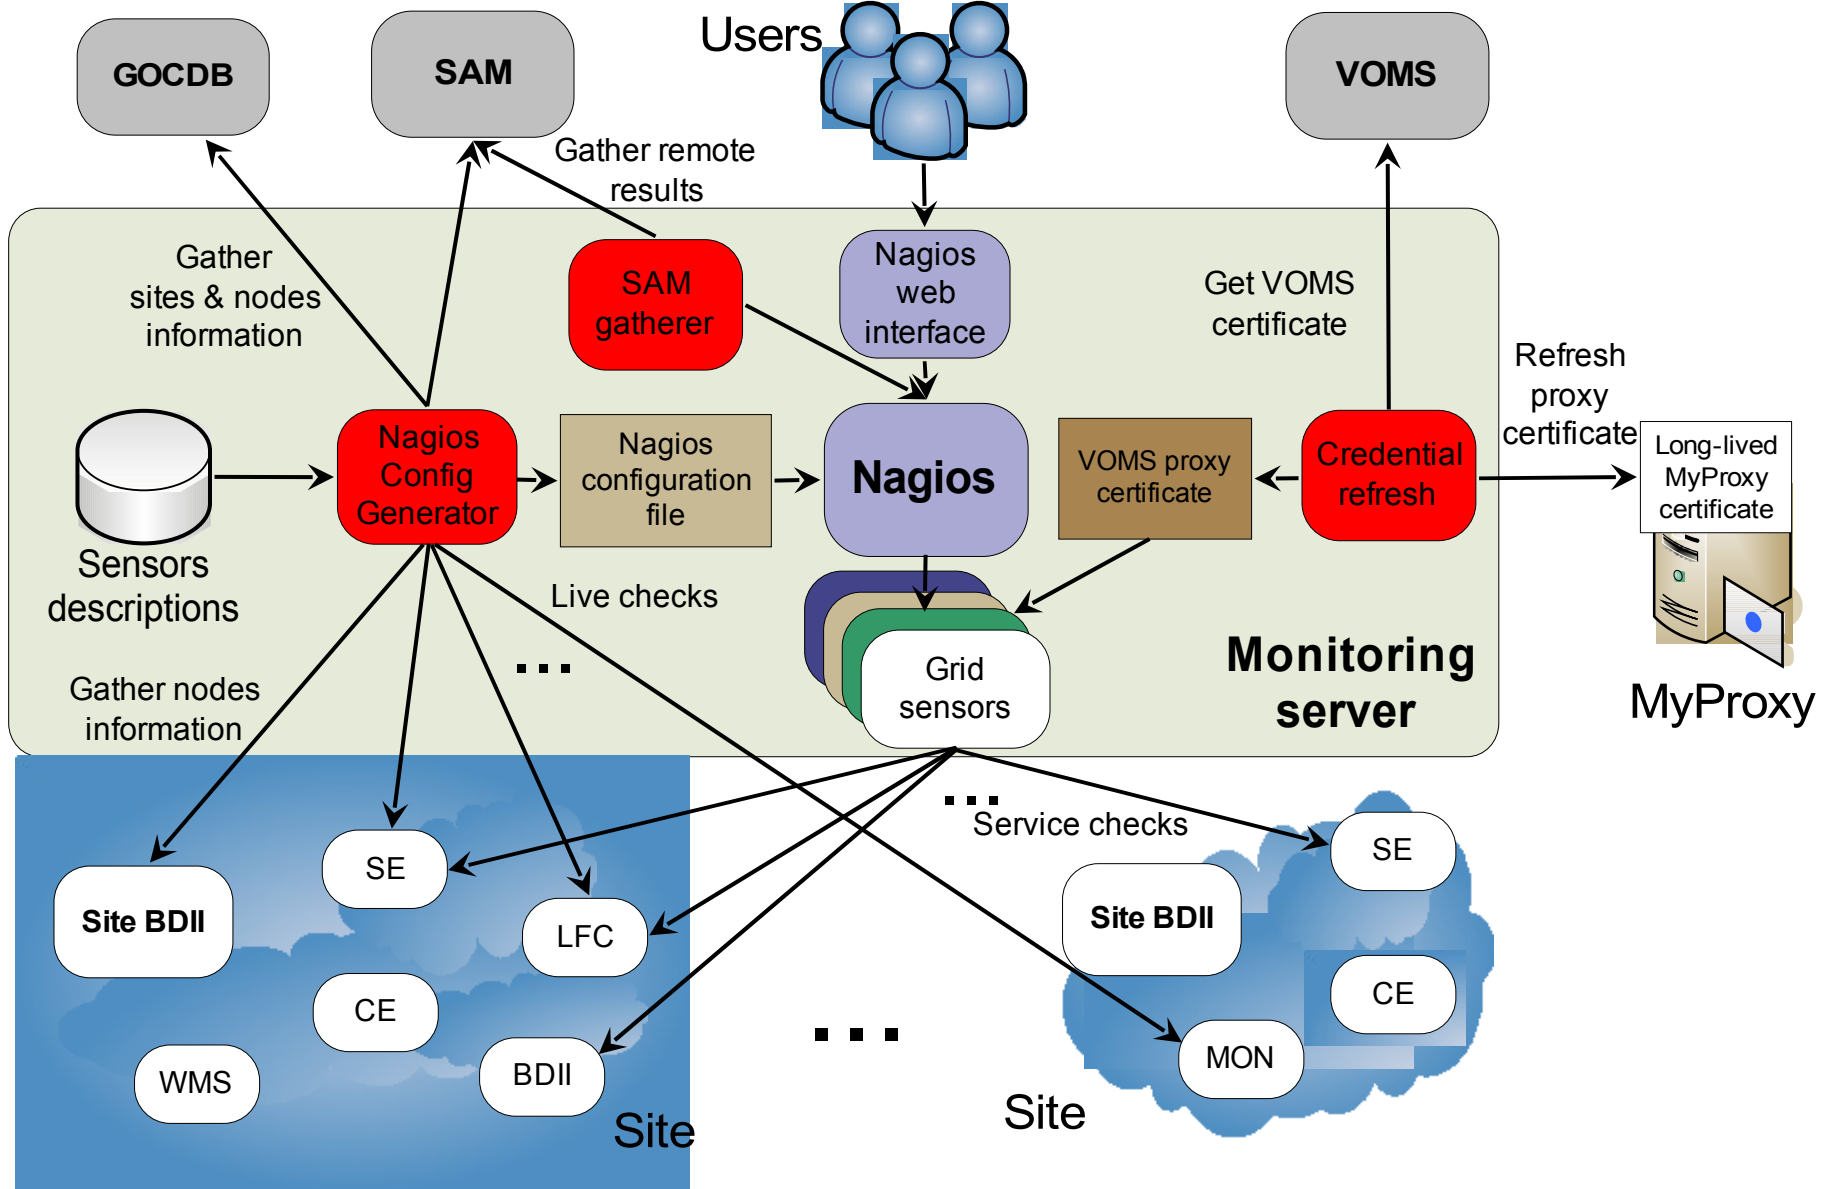 Users
GOCDB
SAM
VOMS
Gather remote
results
Gather
sites & nodes
information
SAM
gatherer
Nagios
web
interface
Get VOMS
certificate
Refresh
proxy
certificate
Nagios
Config
Generator
Nagios
configuration
file
Nagios
VOMS proxy
certificate
Credential
refresh
Long-lived
MyProxy
certificate
Sensors
descriptions
Live checks
...
Grid
sensors
Monitoring
server
MyProxy
Gather nodes
information
...
Service checks
SE
Site BDII
LFC
CE
WMS
BDII
Site
...
SE
Site BDII
CE
MON
Site